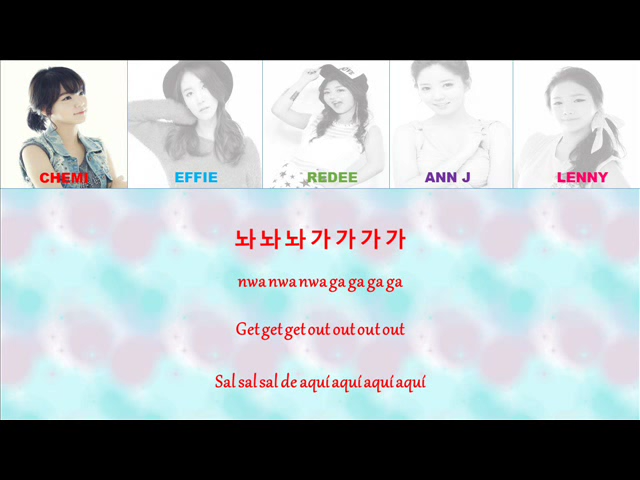 CHEMI EFFIE REDEE ANN J LENNY
놔 놔 놔 가 가 가 가
nwa nwa nwa ga ga ga ga
Get get get out out out out
Sal sal sal de aquí aquí aquí aquí